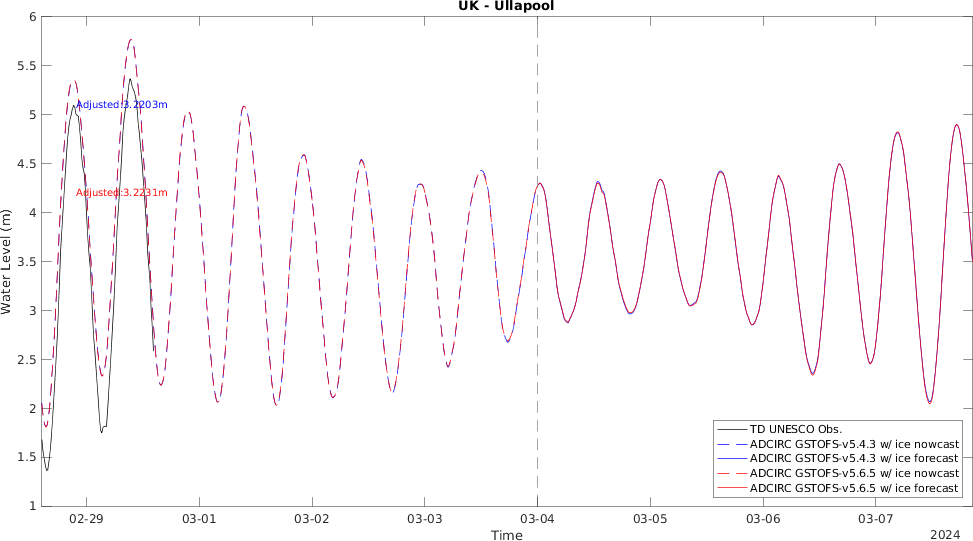 UK - Ullapool
6
5.5
5
4.5
4
3.5
3
2.5
2
1.5
1
Water Level (m)
Adjusted:3.2203m
Adjusted:3.2231m
TD UNESCO Obs.
ADCIRC GSTOFS-v5.4.3 w/ ice nowcast
ADCIRC GSTOFS-v5.4.3 w/ ice forecast
ADCIRC GSTOFS-v5.6.5 w/ ice nowcast
ADCIRC GSTOFS-v5.6.5 w/ ice forecast
02-29 03-01 03-02 03-03 03-04 03-05 03-06 03-07
Time
2024